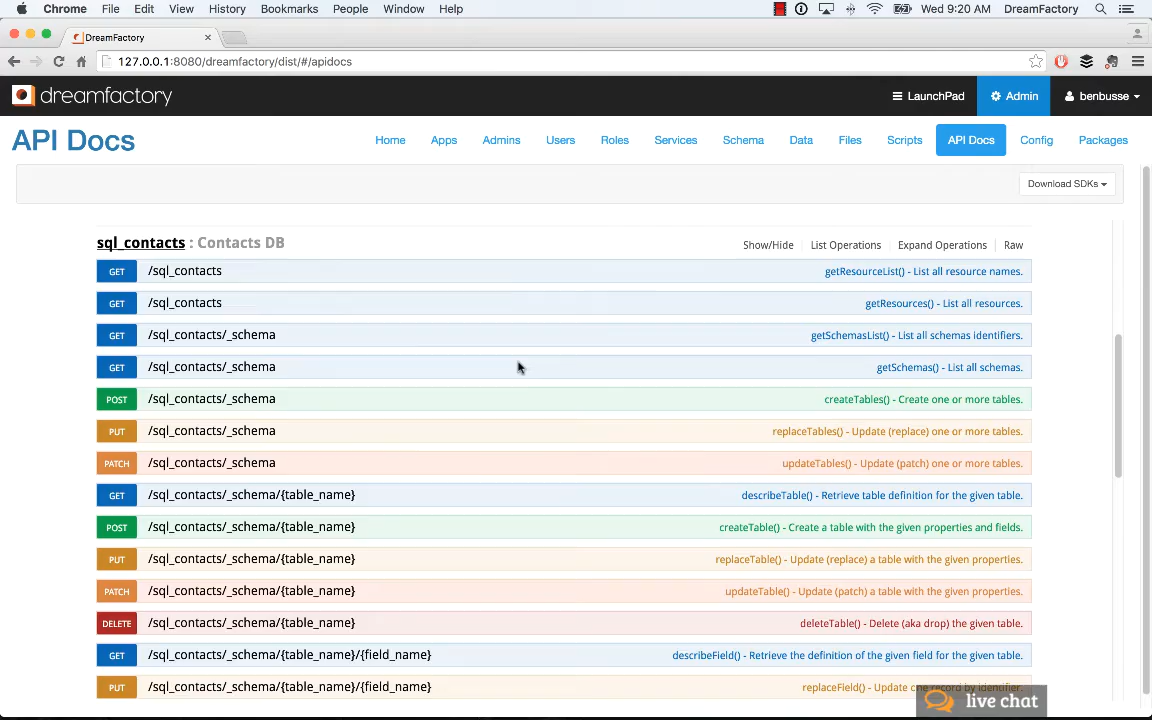 Chrome File Edit View History Bookmarks People Window Help Wed 9:20 AM DreamFactory
DreamFactory
127.0.0.1:8080/dreamfactory/dist/#/apidocs
dreamfactory LaunchPad Admin benbusse
API Docs Home Apps Admins Users Roles Services Schema Data Files Scripts API Docs Config Packages
Download SDKs
sql_contacts : Contacts DB Show/Hide List Operations Expand Operations Raw
GET /sql_contacts getResourceList() - List all resource names.
GET /sql_contacts getResources() - List all resources.
GET /sql_contacts/_schema getSchemasList() - List all schemas identifiers.
GET /sql_contacts/_schema getSchemas() - List all schemas.
POST /sql_contacts/_schema createTables() - Create one or more tables.
PUT /sql_contacts/_schema replaceTables() - Update (replace) one or more tables.
PATCH /sql_contacts/_schema updateTables() - Update (patch) one or more tables.
GET /sql_contacts/_schema/{table_name} describeTable() - Retrieve table definition for the given table.
POST /sql_contacts/_schema/{table_name} createTable() - Create a table with the given properties and fields.
PUT /sql_contacts/_schema/{table_name} replaceTable() - Update (replace) a table with the given properties.
PATCH /sql_contacts/_schema/{table_name} updateTable() - Update (patch) a table with the given properties.
DELETE /sql_contacts/_schema/{table_name} deleteTable() - Delete (aka drop) the given table.
GET /sql_contacts/_schema/{table_name}/{field_name} describeField() - Retrieve the definition of the given field for the given table.
PUT /sql_contacts/_schema/{table_name}/{field_name} replaceField() - Update one record by identifier.
live chat